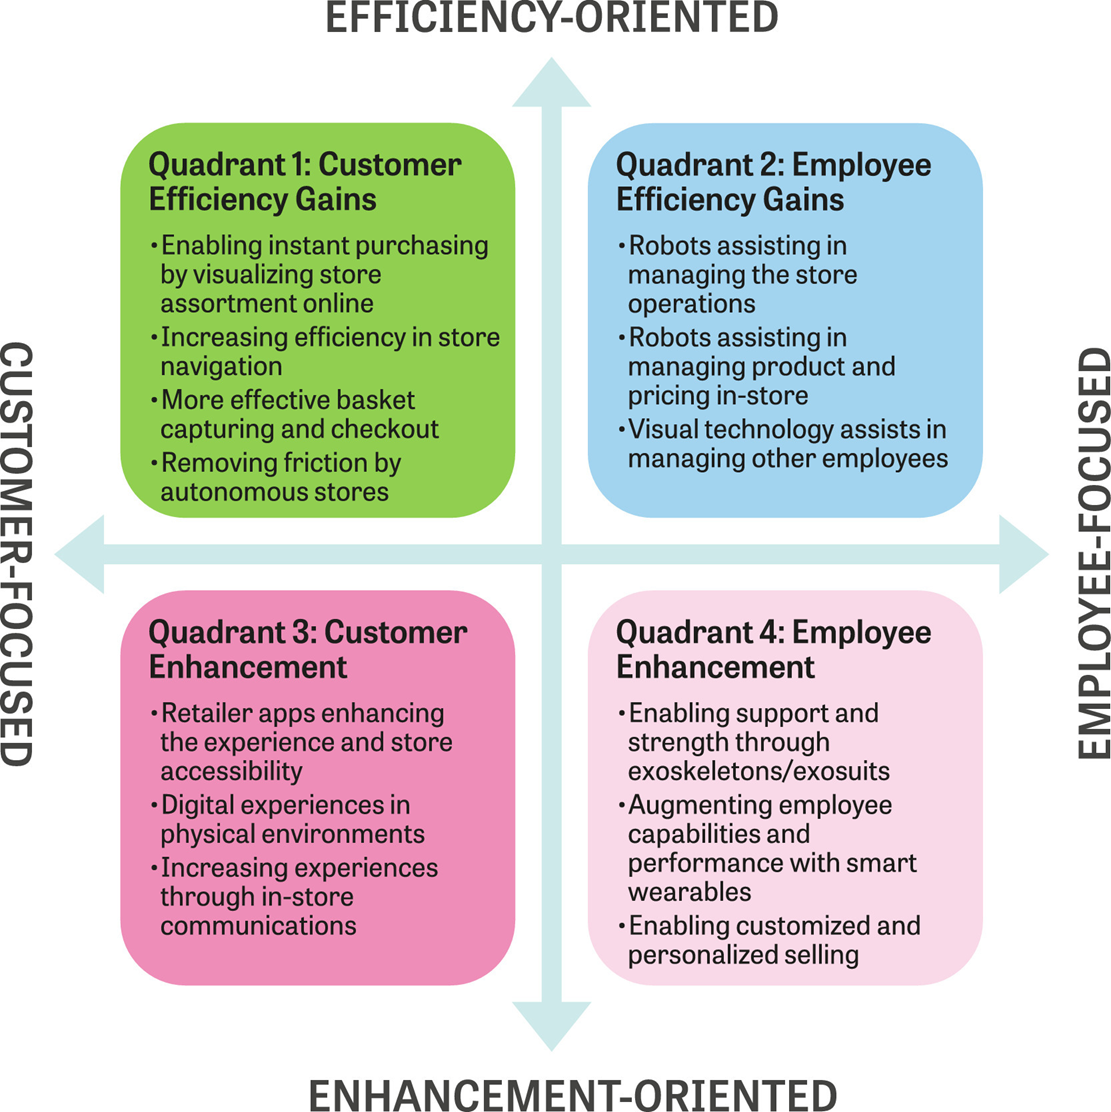 EFFICIENCY-ORIENTED
Quadrant 1: Customer
Efficiency Gains
•Enabling instant purchasing
by visualizing store
assortment online
•Increasing efficiency in store
navigation
•More effective basket
capturing and checkout
•Removing friction by
autonomous stores
Quadrant 2: Employee
Efficiency Gains
•Robots assisting in
managing the store
operations
•Robots assisting in
managing product and
pricing in-store
•Visual technology assists in
managing other employees
CUSTOMER-FOCUSED
EMPLOYEE-FOCUSED
Quadrant 3: Customer
Enhancement
•Retailer apps enhancing
the experience and store
accessibility
•Digital experiences in
physical environments
•Increasing experiences
through in-store
communications
Quadrant 4: Employee
Enhancement
•Enabling support and
strength through
exoskeletons/exosuits
•Augmenting employee
capabilities and
performance with smart
wearables
•Enabling customized and
personalized selling
ENHANCEMENT-ORIENTED